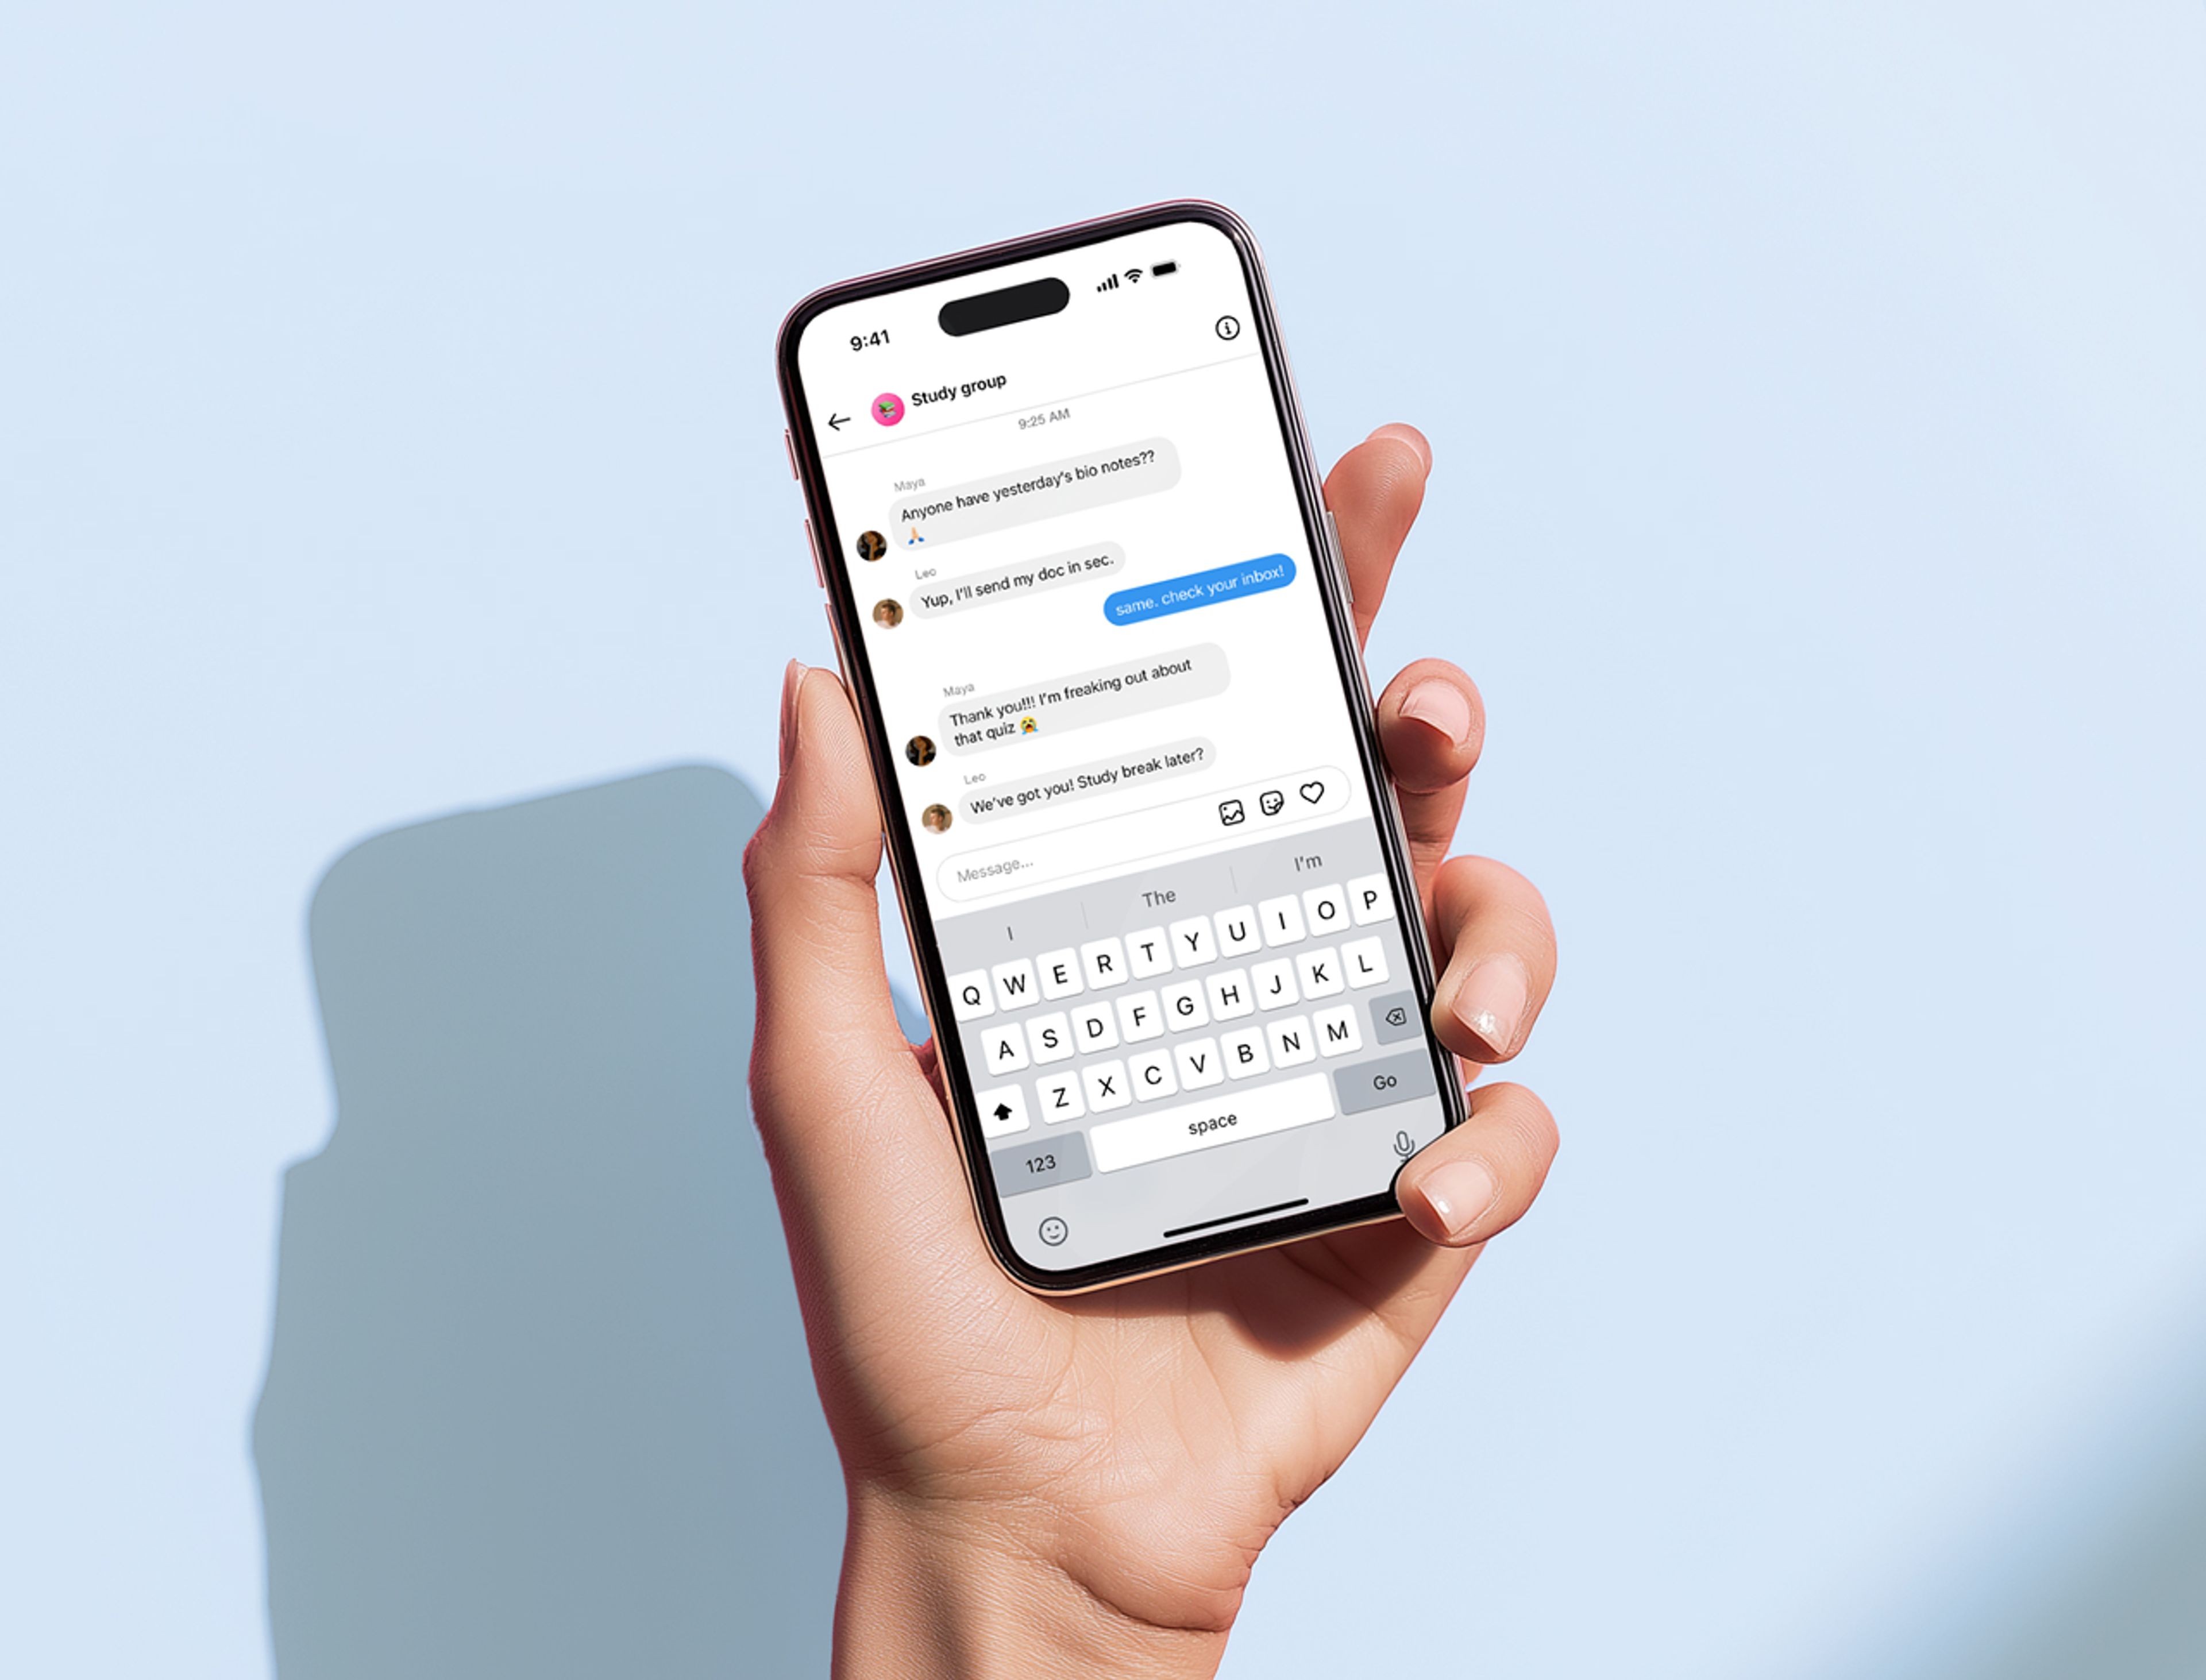 9:41
Study group
9:25 AM
Maya
Anyone have yesterday's bio notes??
🙏🏻
Leo
Yup, I'll send my doc in sec.
same. check your inbox!
Maya
Thank you!!! I'm freaking out about
that quiz 😭
Leo
We've got you! Study break later?
Message...
I The I'm
Q W E R T Y U I O P
A S D F G H J K L
Z X C V B N M
123 space Go